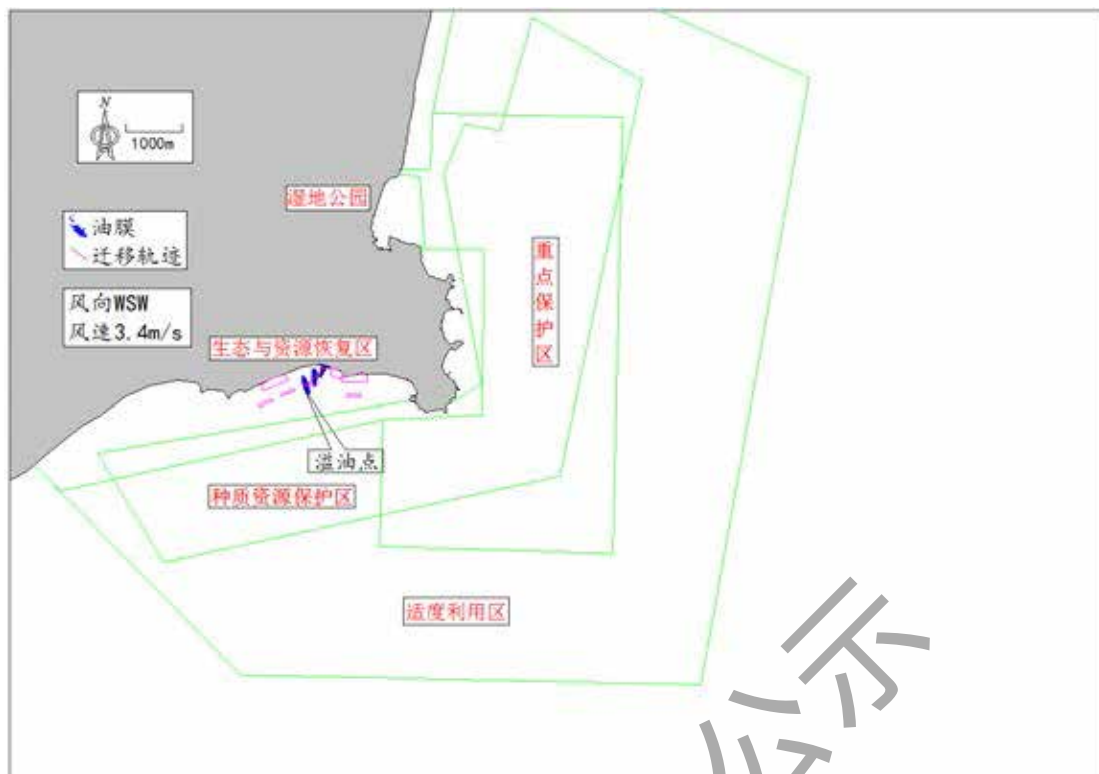 N
1000m
湿地公园
油膜
迁移轨迹
重点保护区
风向WSW
风速3.4m/s
生态与资源恢复区
溢油点
种质资源保护区
适度利用区
公示